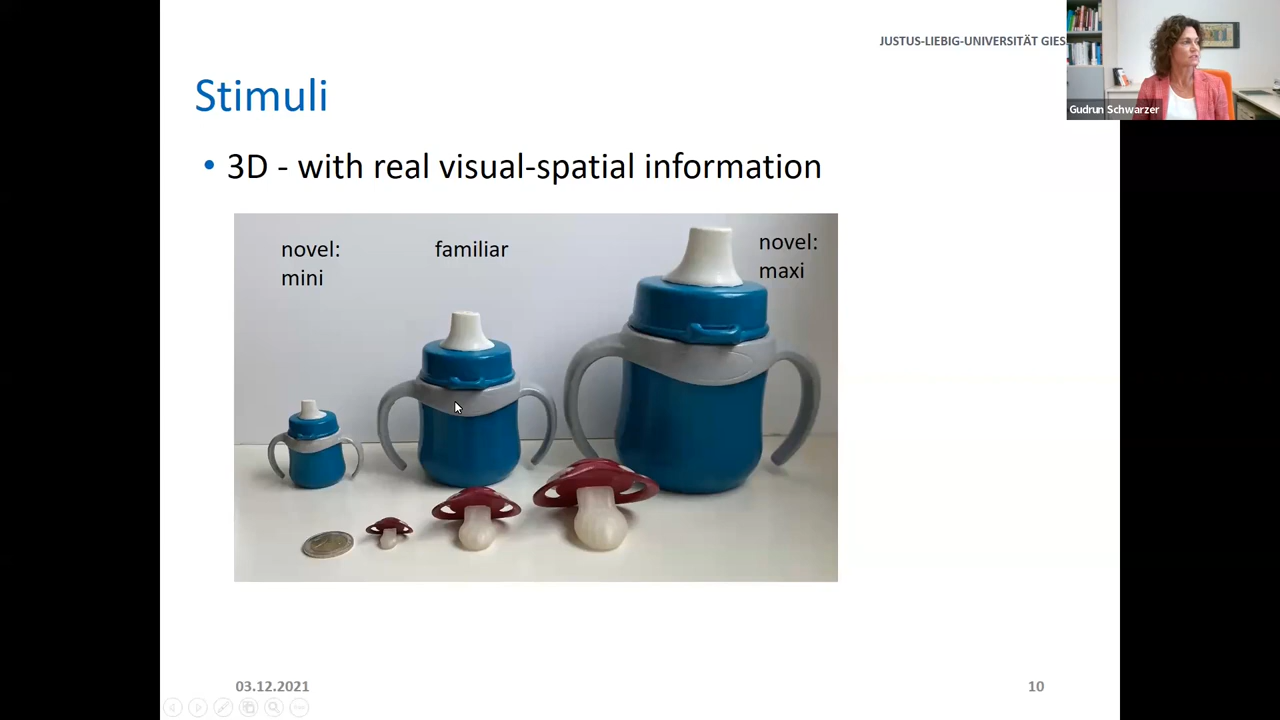 JUSTUS-LIEBIG-UNIVERSITÄT GIES
Gudrun Schwarzer
Stimuli
• 3D - with real visual-spatial information
novel:
mini
familiar
novel:
maxi
03.12.2021
10